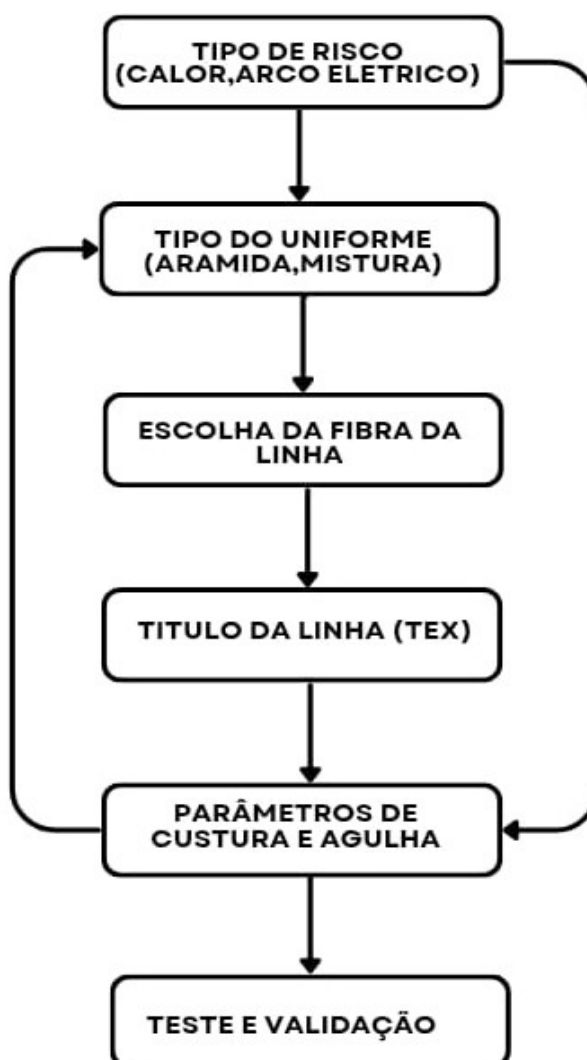 TIPO DE RISCO
(CALOR,ARCO ELETRICO)
TIPO DO UNIFORME
(ARAMIDA,MISTURA)
ESCOLHA DA FIBRA DA
LINHA
TITULO DA LINHA (TEX)
PARÂMETROS DE
CUSTURA E AGULHA
TESTE E VALIDAÇÃO